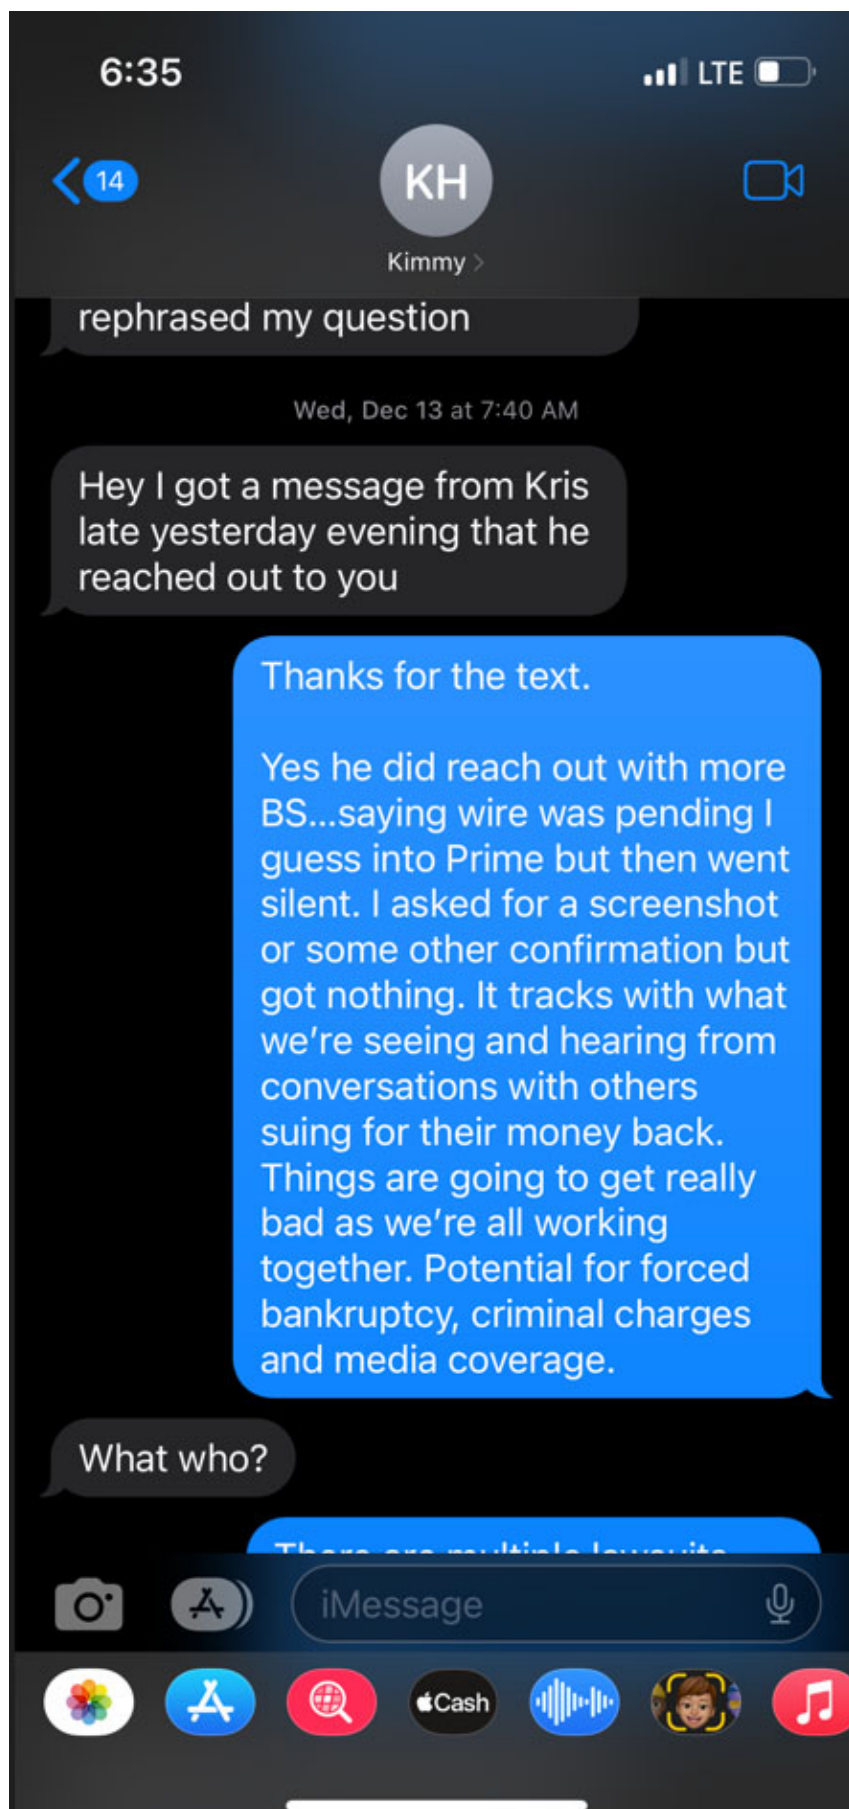 6:35
LTE
14
KH
Kimmy
rephrased my question
Wed, Dec 13 at 7:40 AM
Hey I got a message from Kris
late yesterday evening that he
reached out to you
Thanks for the text.
Yes he did reach out with more
BS...saying wire was pending I
guess into Prime but then went
silent. I asked for a screenshot
or some other confirmation but
got nothing. It tracks with what
we're seeing and hearing from
conversations with others
suing for their money back.
Things are going to get really
bad as we're all working
together. Potential for forced
bankruptcy, criminal charges
and media coverage.
What who?
There are multiple lawsuits
iMessage
Cash